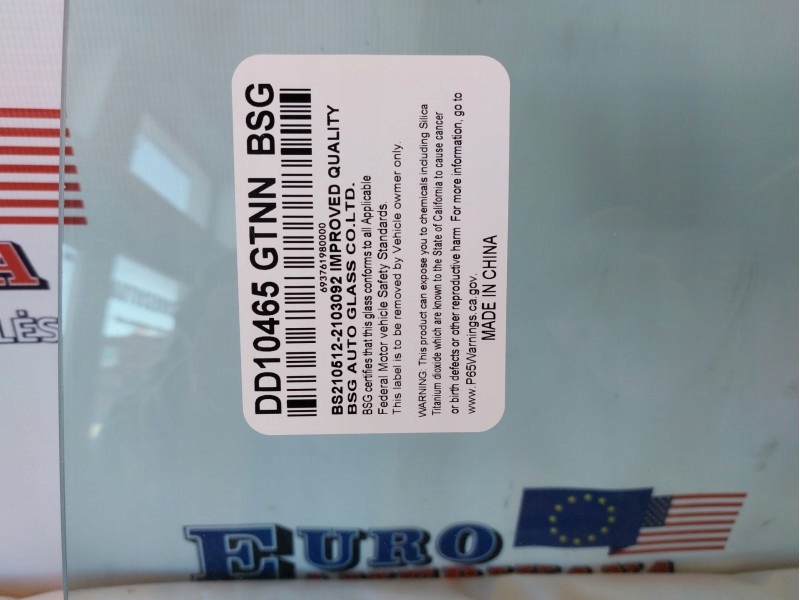 DD10465 GTNN BSG
693761980000
BS210512-2103092 IMPROVED QUALITY
BSG AUTO GLASS CO.LTD.
BSG certifies that this glass conforms to all Applicable
Federal Motor vehicle Safety Standards.
This label is to be removed by Vehicle owner only.
WARNING: This product can expose you to chemicals including Silica
Titanium dioxide which are known to the State of California to cause cancer
or birth defects or other reproductive harm For more information, go to
www.P65Warnings.ca.gov.
MADE IN CHINA
EURO